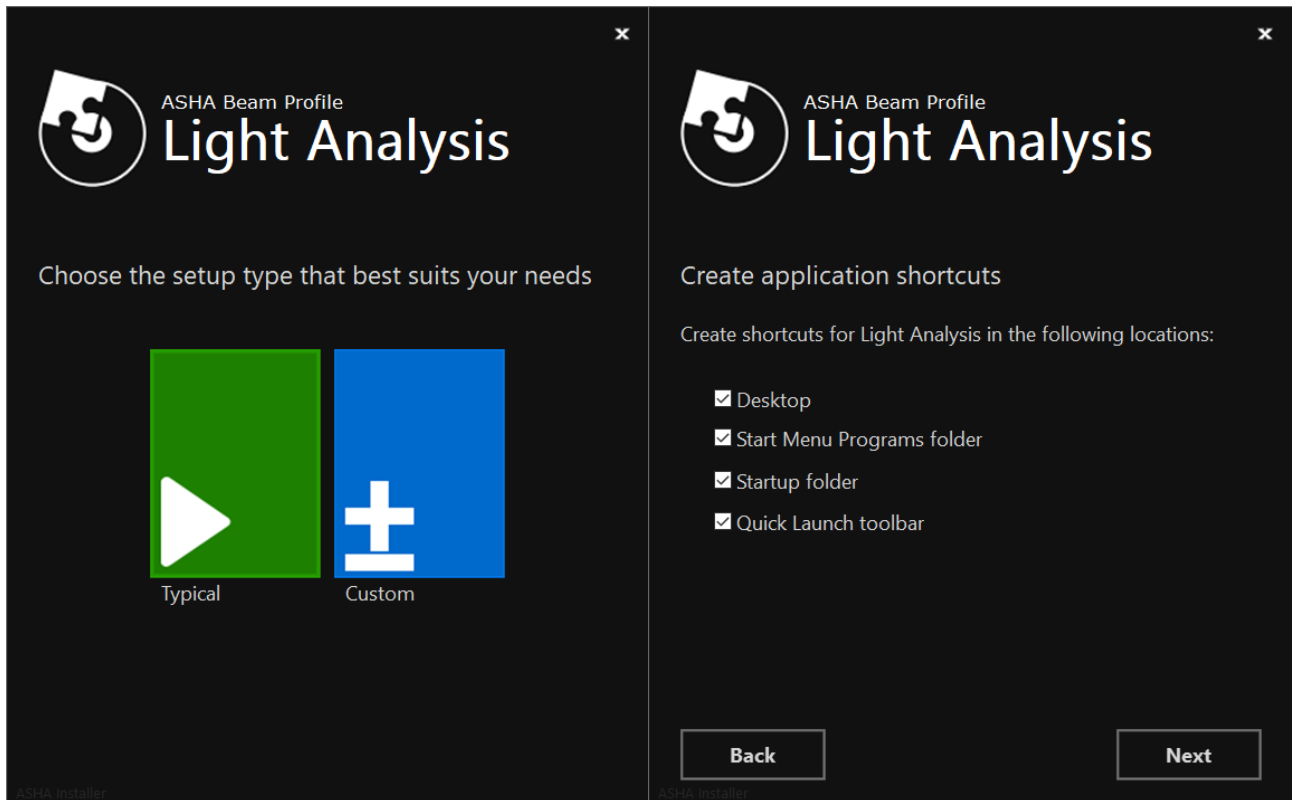 ASHA Beam Profile
Light Analysis
Choose the setup type that best suits your needs
Typical
Custom
ASHA Installer
ASHA Beam Profile
Light Analysis
Create application shortcuts
Create shortcuts for Light Analysis in the following locations:
Desktop
Start Menu Programs folder
Startup folder
Quick Launch toolbar
Back
Next
ASHA Installer